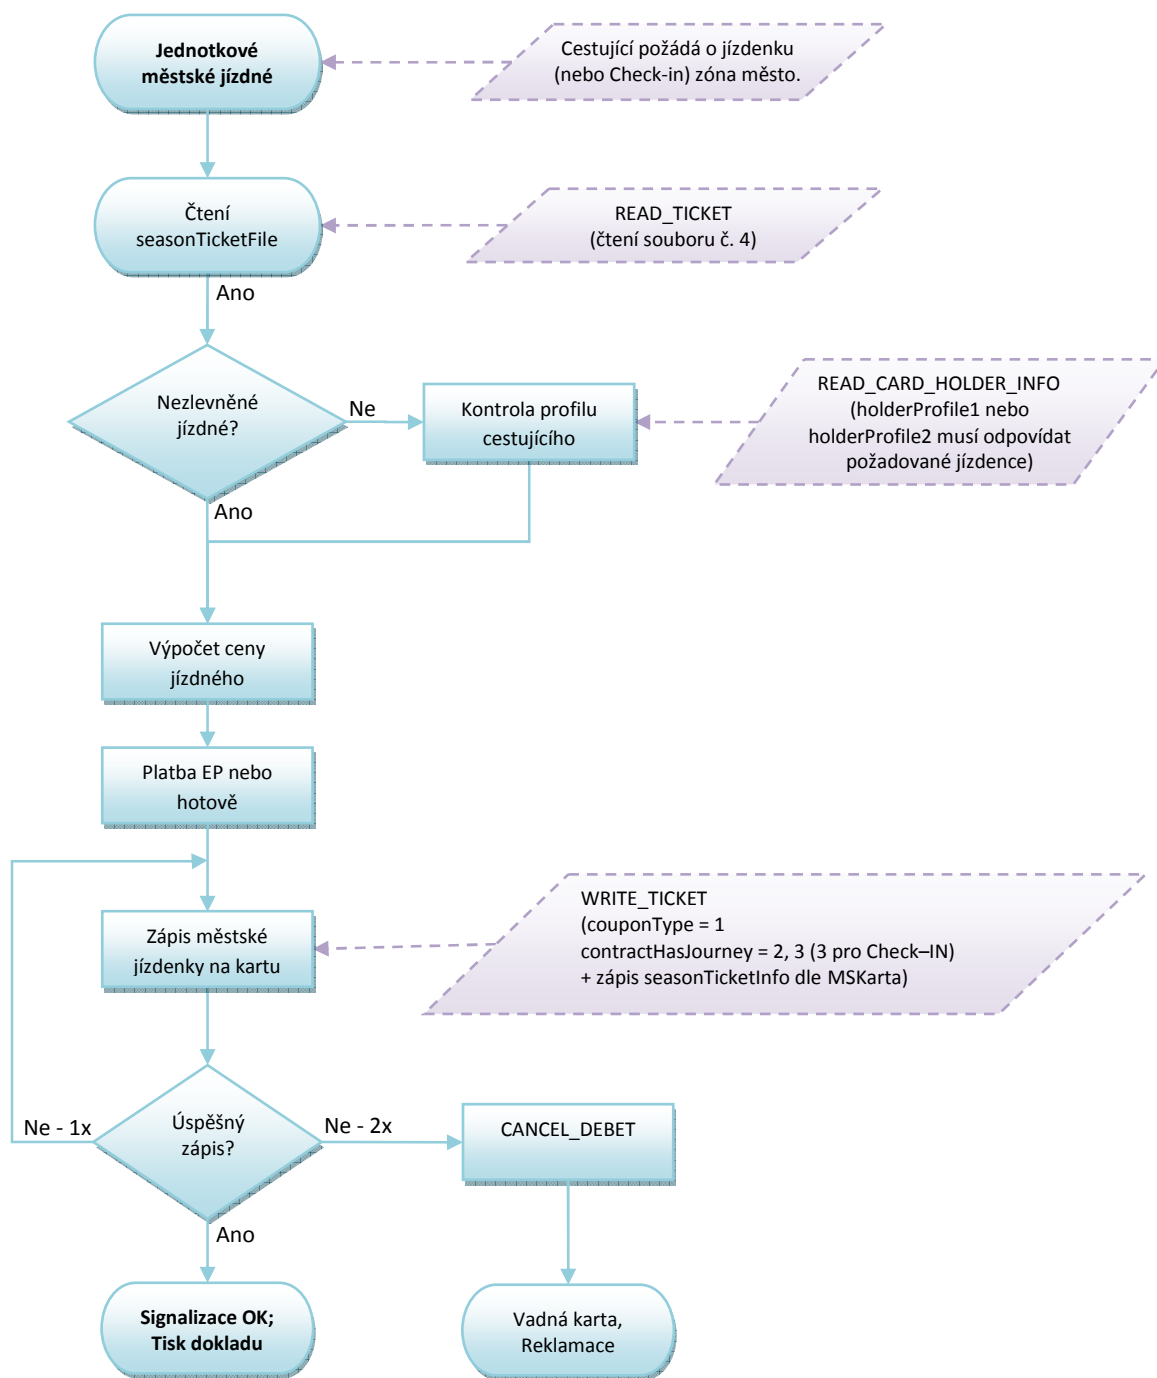 Jednotkové
městské jízdné
Cestující požádá o jízdenku
(nebo Check-in) zóna město.
Čtení
seasonTicketFile
READ_TICKET
(čtení souboru č. 4)
Ano
Nezlevněné
jízdné?
Ne
Kontrola profilu
cestujícího
READ_CARD_HOLDER_INFO
(holderProfile1 nebo
holderProfile2 musí odpovídat
požadované jízdence)
Ano
Výpočet ceny
jízdného
Platba EP nebo
hotově
Zápis městské
jízdenky na kartu
WRITE_TICKET
(couponType = 1
contractHasJourney = 2, 3 (3 pro Check–IN)
+ zápis seasonTicketInfo dle MSKarta)
Úspěšný
zápis?
Ne - 1x
Ne - 2x
CANCEL_DEBET
Ano
Signalizace OK;
Tisk dokladu
Vadná karta,
Reklamace